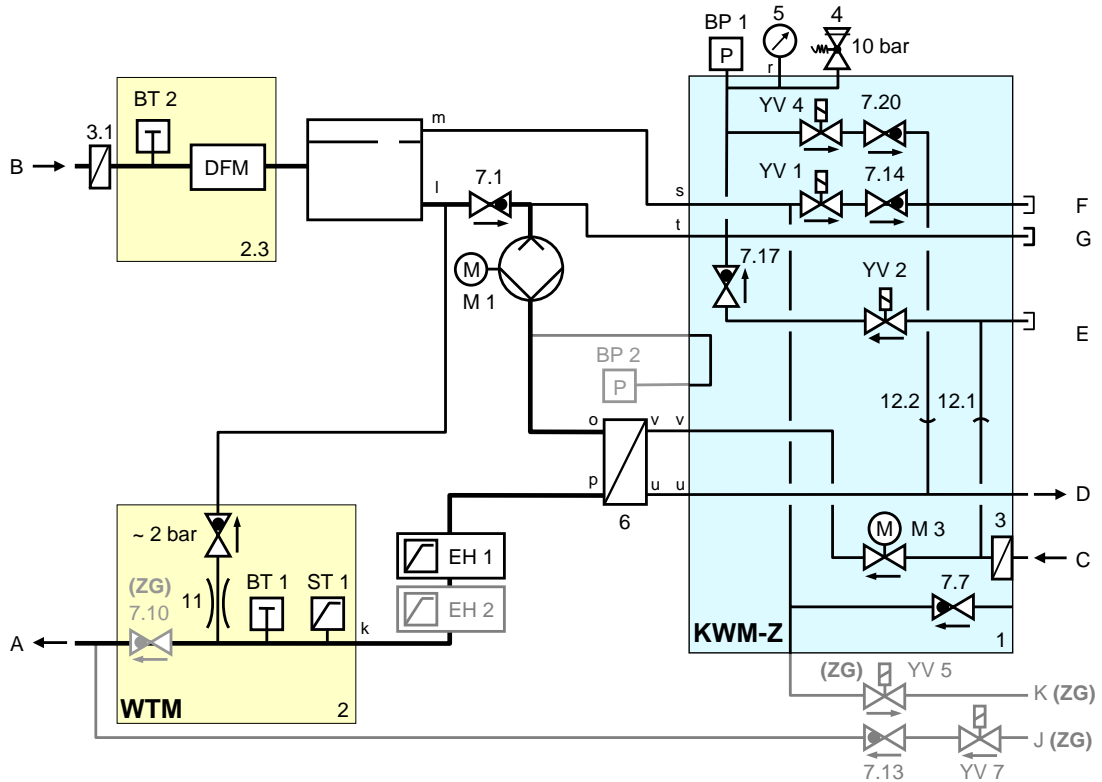 BP 1
5
4
P
r
10 bar
BT 2
m
YV 4
7.20
3.1
B
DFM
l
7.1
YV 1
7.14
s
F
t
G
2.3
M
M 1
7.17
YV 2
E
BP 2
P
12.2
12.1
o
v
v
p
u
u
D
6
~ 2 bar
EH 1
M
M 3
3
C
(ZG)
7.10
11
BT 1
ST 1
EH 2
7.7
k
A
KWM-Z
1
WTM
2
(ZG)
YV 5
K (ZG)
J (ZG)
7.13
YV 7